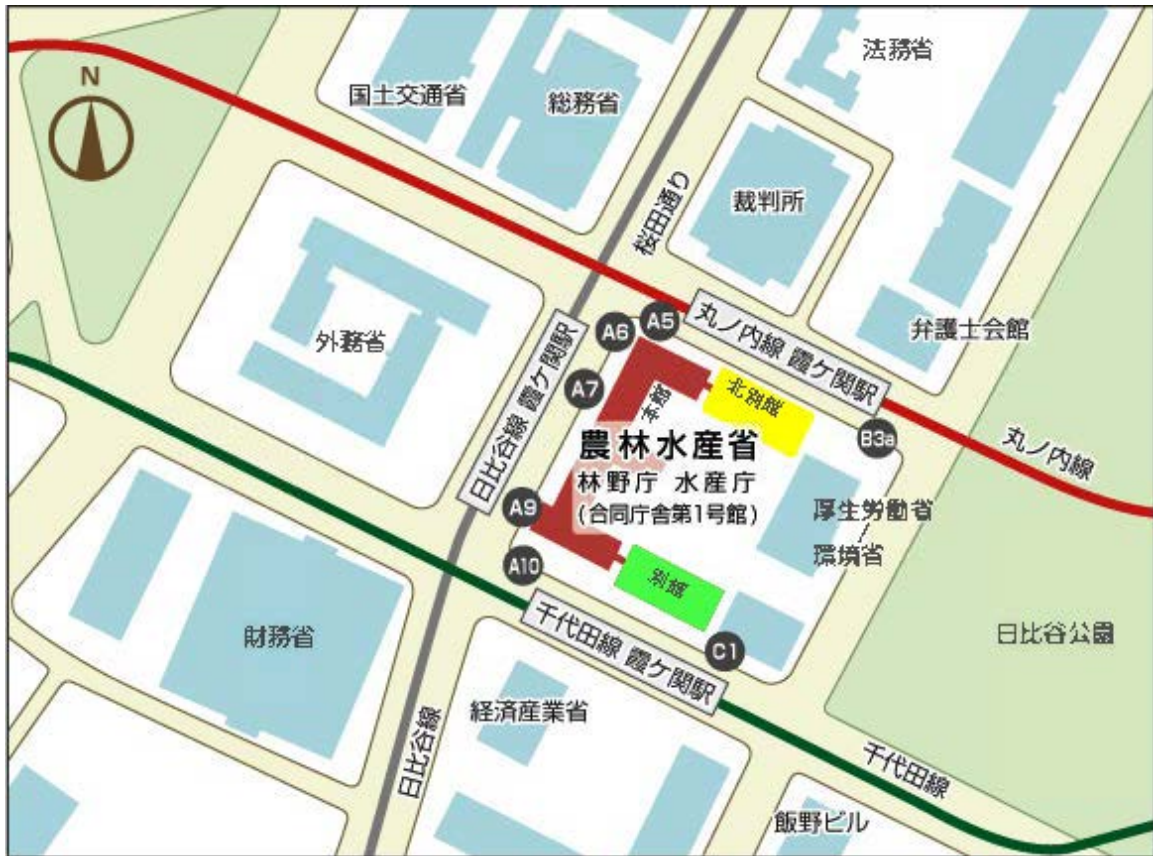 N
国土交通省
総務省
法務省
裁判所
桜田通り
外務省
弁護士会館
A6
A5
A7
丸ノ内線 霞ケ関駅
日比谷線 霞ケ関駅
本館
北別館
B3a
丸ノ内線
農林水産省
林野庁 水産庁
(合同庁舎第1号館)
A9
A10
厚生労働省
環境省
別館
C1
千代田線 霞ケ関駅
財務省
日比谷公園
経済産業省
日比谷線
千代田線
飯野ビル